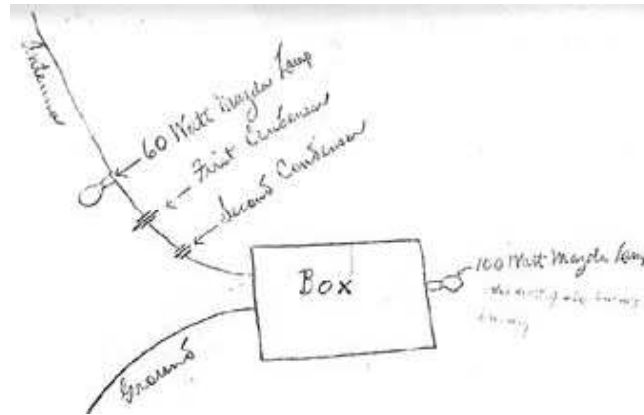 Antenna
60 Watt Mazda Lamp
First Condenser
Second Condenser
Box
100 Watt Mazda Lamp
Ground